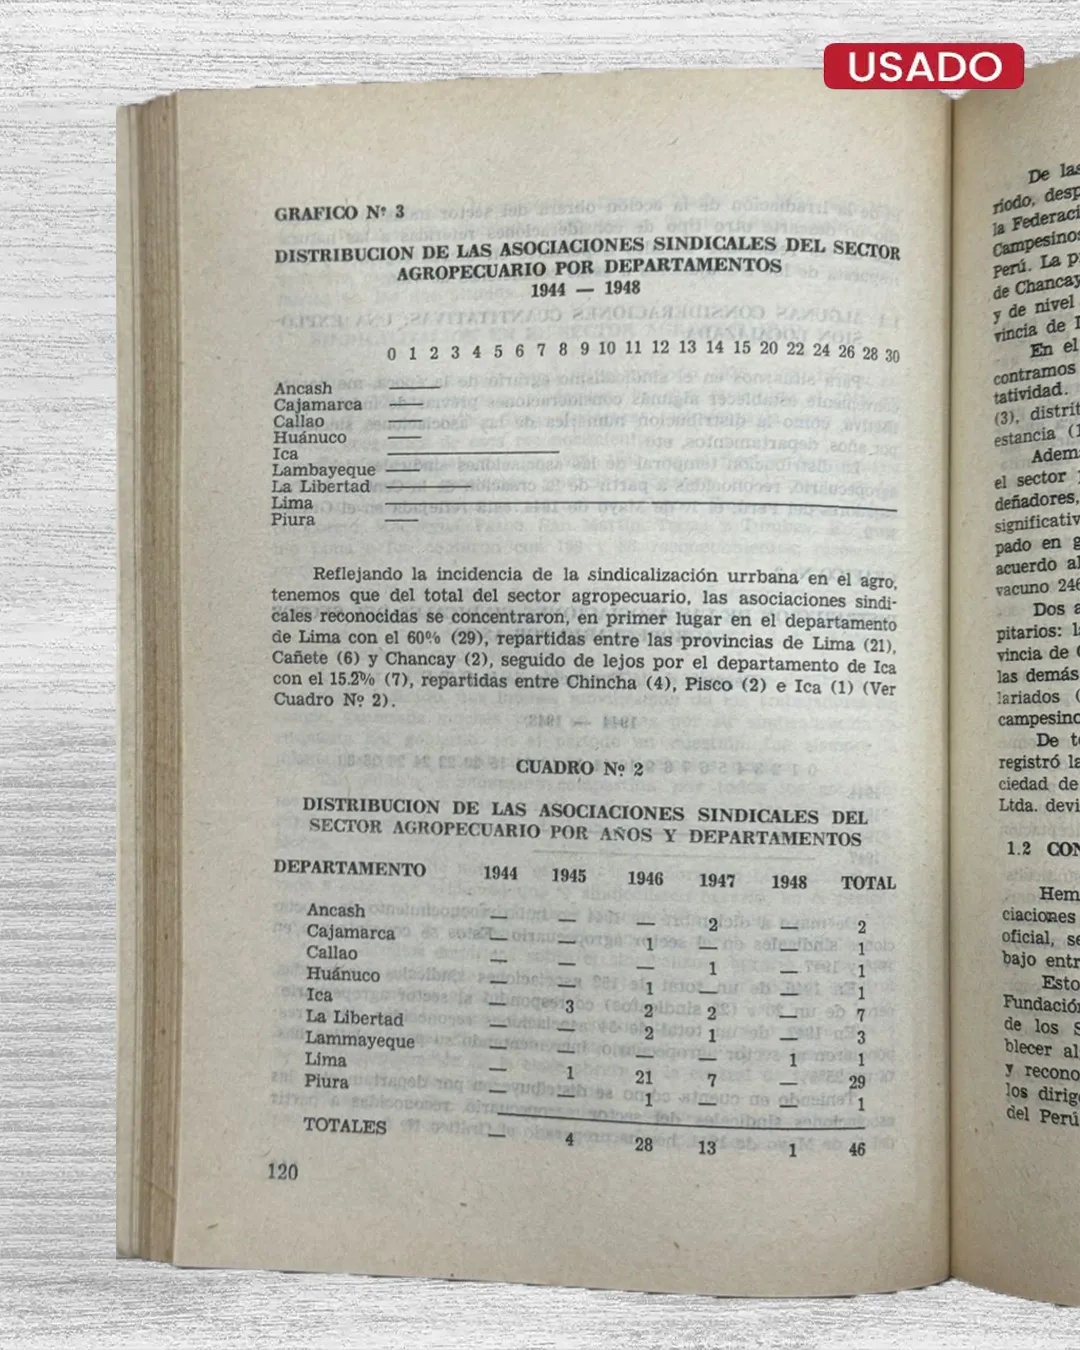 USADO
GRAFICO Nº 3
DISTRIBUCION DE LAS ASOCIACIONES SINDICALES DEL SECTOR
AGROPECUARIO POR DEPARTAMENTOS
1944 — 1948
0 1 2 3 4 5 6 7 8 9 10 11 12 13 14 15 20 22 24 26 28 30
Ancash
Cajamarca
Callao
Huánuco
Ica
Lambayeque
La Libertad
Lima
Piura
Reflejando la incidencia de la sindicalización urrbana en el agro,
tenemos que del total del sector agropecuario, las asociaciones sindi-
cales reconocidas se concentraron, en primer lugar en el departamento
de Lima con el 60% (29), repartidas entre las provincias de Lima (21),
Cañete (6) y Chancay (2), seguido de lejos por el departamento de Ica
con el 15.2% (7), repartidas entre Chincha (4), Pisco (2) e Ica (1) (Ver
Cuadro Nº 2).
CUADRO Nº 2
DISTRIBUCION DE LAS ASOCIACIONES SINDICALES DEL
SECTOR AGROPECUARIO POR AÑOS Y DEPARTAMENTOS
DEPARTAMENTO 1944 1945 1946 1947 1948 TOTAL
Ancash — — — 2 — 2
Cajamarca — — 1 — — 1
Callao — — — 1 — 1
Huánuco — — 1 — — 1
Ica — 3 2 2 — 7
La Libertad — — 2 1 — 3
Lammayeque — — — — 1 1
Lima — 1 21 7 — 29
Piura — — 1 — — 1
TOTALES — 4 28 13 1 46
120
De las
ríodo, desp
la Federaci
Campesinos
Perú. La p
de Chancay
y de nivel
vincia de
En el
contramos
tatividad.
(3), distrit
estancia (1
Adema
el sector
deñadores,
significativ
pado en g
acuerdo al
vacuno 246
Dos a
pitarios: la
vincia de
las demás
lariados (
campesino
De to
registró la
ciedad de
Ltda. devi
1.2 CON
Hem
ciaciones
oficial, se
bajo entr
Esto
Fundación
de los S
blecer al
y recono
los dirig
del Perú